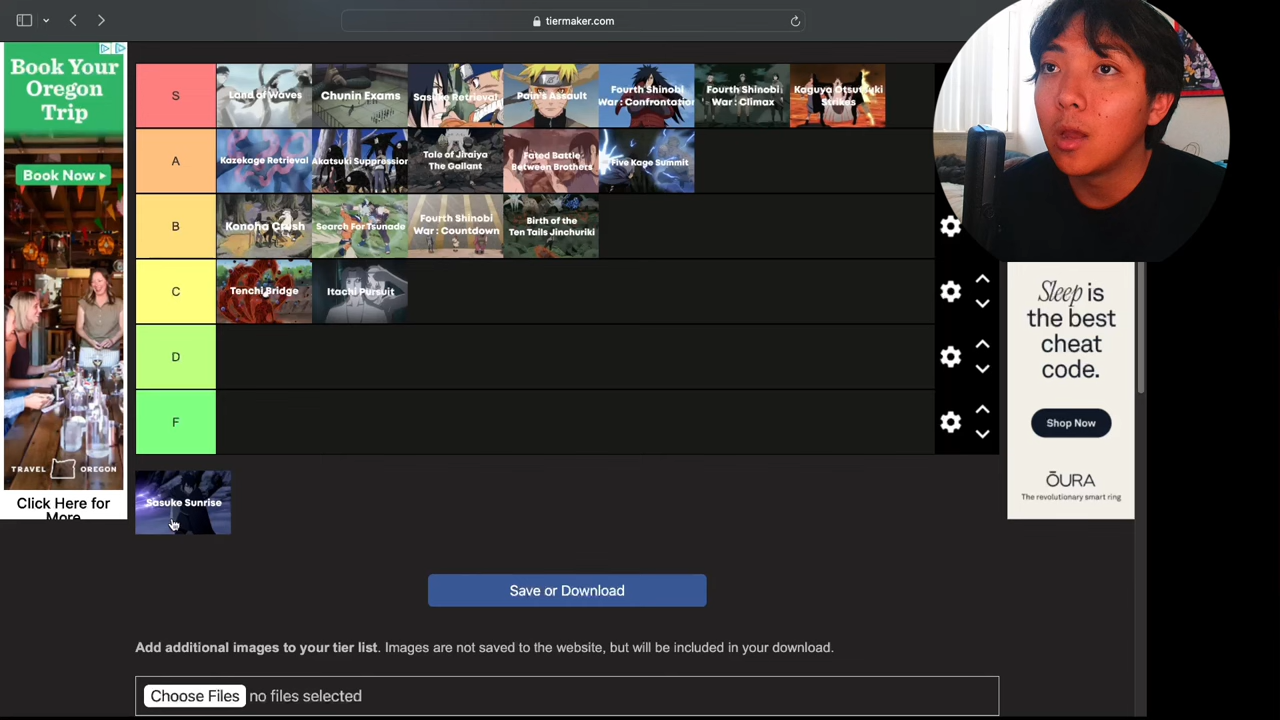 tiermaker.com
Book Your
Oregon
Trip
Book Now
TRAVEL OREGON
Click Here for
More
S
Land of Waves
Chunin Exams
Sasuke Retrieval
Pain's Assault
Fourth Shinobi
War : Confrontation
Fourth Shinobi
War : Climax
Kaguya Otsutsuki
Strikes
A
Kazekage Retrieval
Akatsuki Suppression
Tale of Jiraiya
The Gallant
Fated Battle
Between Brothers
Five Kage Summit
B
Konoha Crush
Search For Tsunade
Fourth Shinobi
War : Countdown
Birth of the
Ten Tails Jinchuriki
C
Tenchi Bridge
Itachi Pursuit
D
F
Sasuke Sunrise
Save or Download
Add additional images to your tier list. Images are not saved to the website, but will be included in your download.
Choose Files no files selected
Sleep is
the best
cheat
code.
Shop Now
ŌURA
The revolutionary smart ring